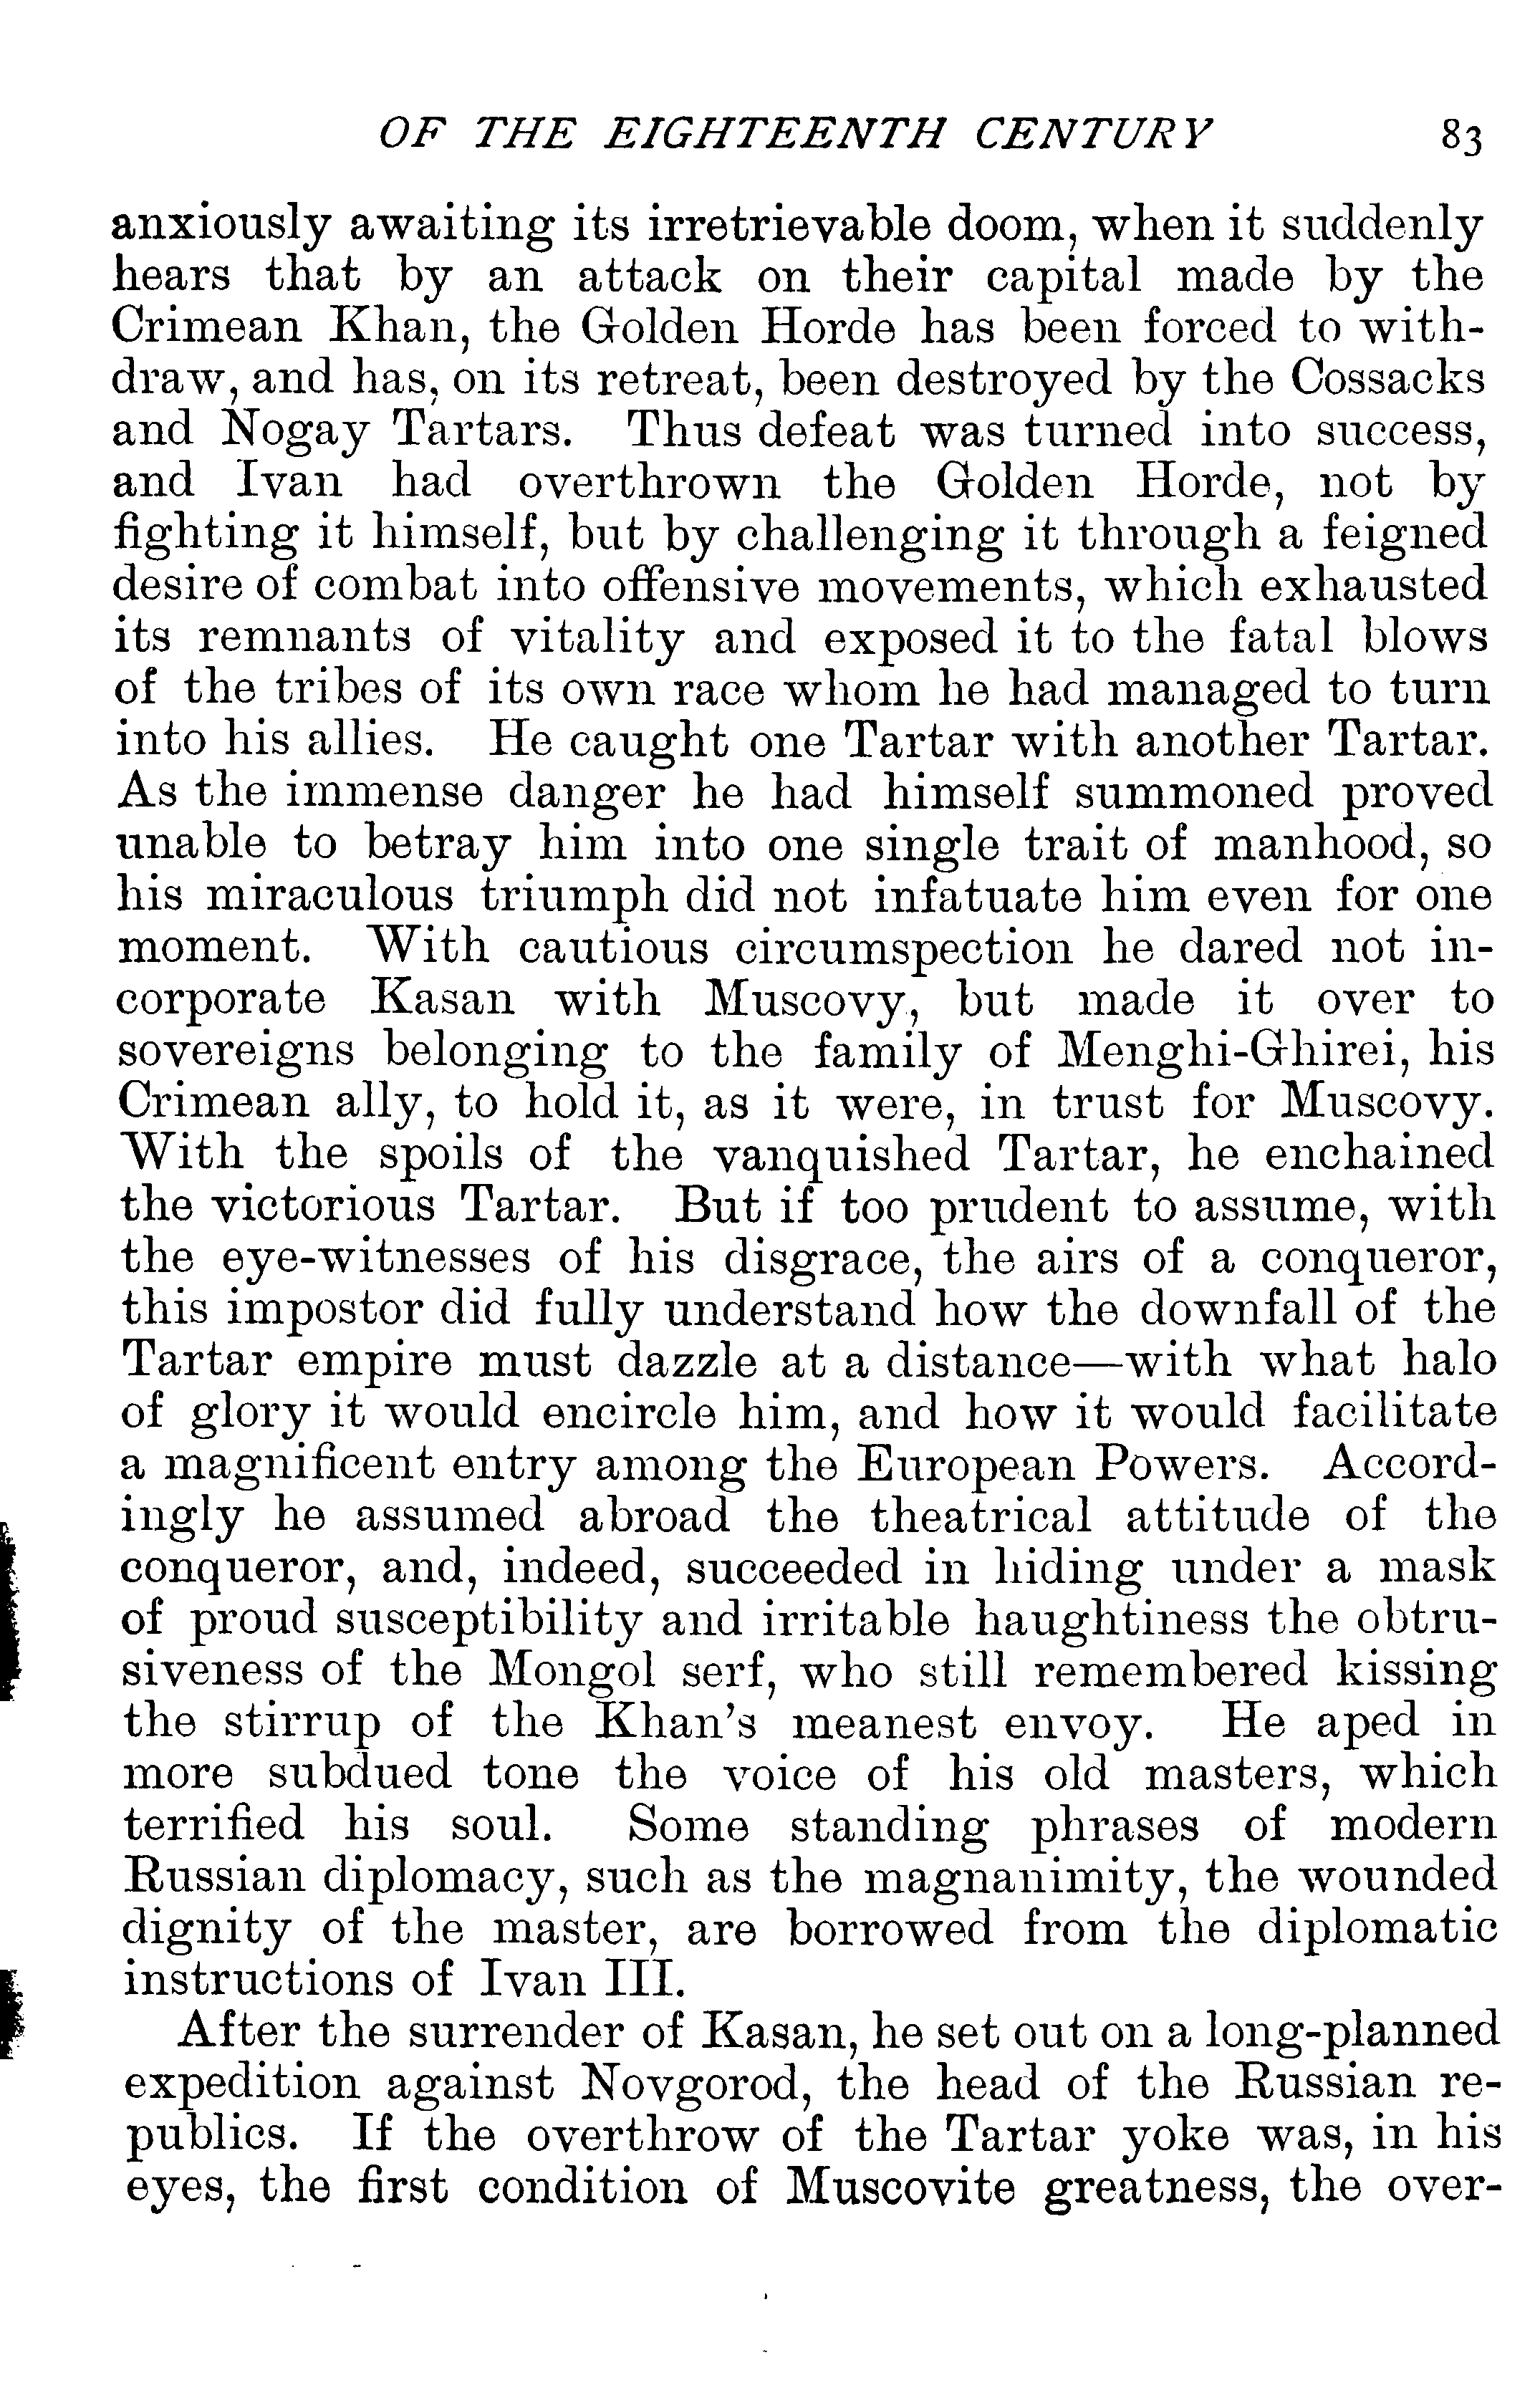 OF THE EIGHTEENTH CENTURY 83
anxiously awaiting its irretrievable doom, when it suddenly
hears that by an attack on their capital made by the
Crimean Khan, the Golden Horde has been forced to with-
draw, and has, on its retreat, been destroyed by the Cossacks
and Nogay Tartars. Thus defeat was turned into success,
and Ivan had overthrown the Golden Horde, not by
fighting it himself, but by challenging it through a feigned
desire of combat into offensive movements, which exhausted
its remnants of vitality and exposed it to the fatal blows
of the tribes of its own race whom he had managed to turn
into his allies. He caught one Tartar with another Tartar.
As the immense danger he had himself summoned proved
unable to betray him into one single trait of manhood, so
his miraculous triumph did not infatuate him even for one
moment. With cautious circumspection he dared not in-
corporate Kasan with Muscovy, but made it over to
sovereigns belonging to the family of Menghi-Ghirei, his
Crimean ally, to hold it, as it were, in trust for Muscovy.
With the spoils of the vanquished Tartar, he enchained
the victorious Tartar. But if too prudent to assume, with
the eye-witnesses of his disgrace, the airs of a conqueror,
this impostor did fully understand how the downfall of the
Tartar empire must dazzle at a distance—with what halo
of glory it would encircle him, and how it would facilitate
a magnificent entry among the European Powers. Accord-
ingly he assumed abroad the theatrical attitude of the
conqueror, and, indeed, succeeded in hiding under a mask
of proud susceptibility and irritable haughtiness the obtru-
siveness of the Mongol serf, who still remembered kissing
the stirrup of the Khan's meanest envoy. He aped in
more subdued tone the voice of his old masters, which
terrified his soul. Some standing phrases of modern
Russian diplomacy, such as the magnanimity, the wounded
dignity of the master, are borrowed from the diplomatic
instructions of Ivan III.
After the surrender of Kasan, he set out on a long-planned
expedition against Novgorod, the head of the Russian re-
publics. If the overthrow of the Tartar yoke was, in his
eyes, the first condition of Muscovite greatness, the over-